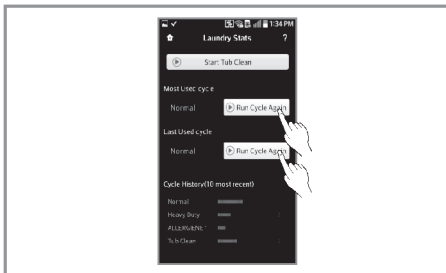 1:34 PM
Laundry Stats ?
Start Tub Clean
Most Used cycle
Normal Run Cycle Again
Last Used cycle
Normal Run Cycle Again
Cycle History(10 most recent)
Normal
Heavy Duty
ALLERGIENE
Tub Clean